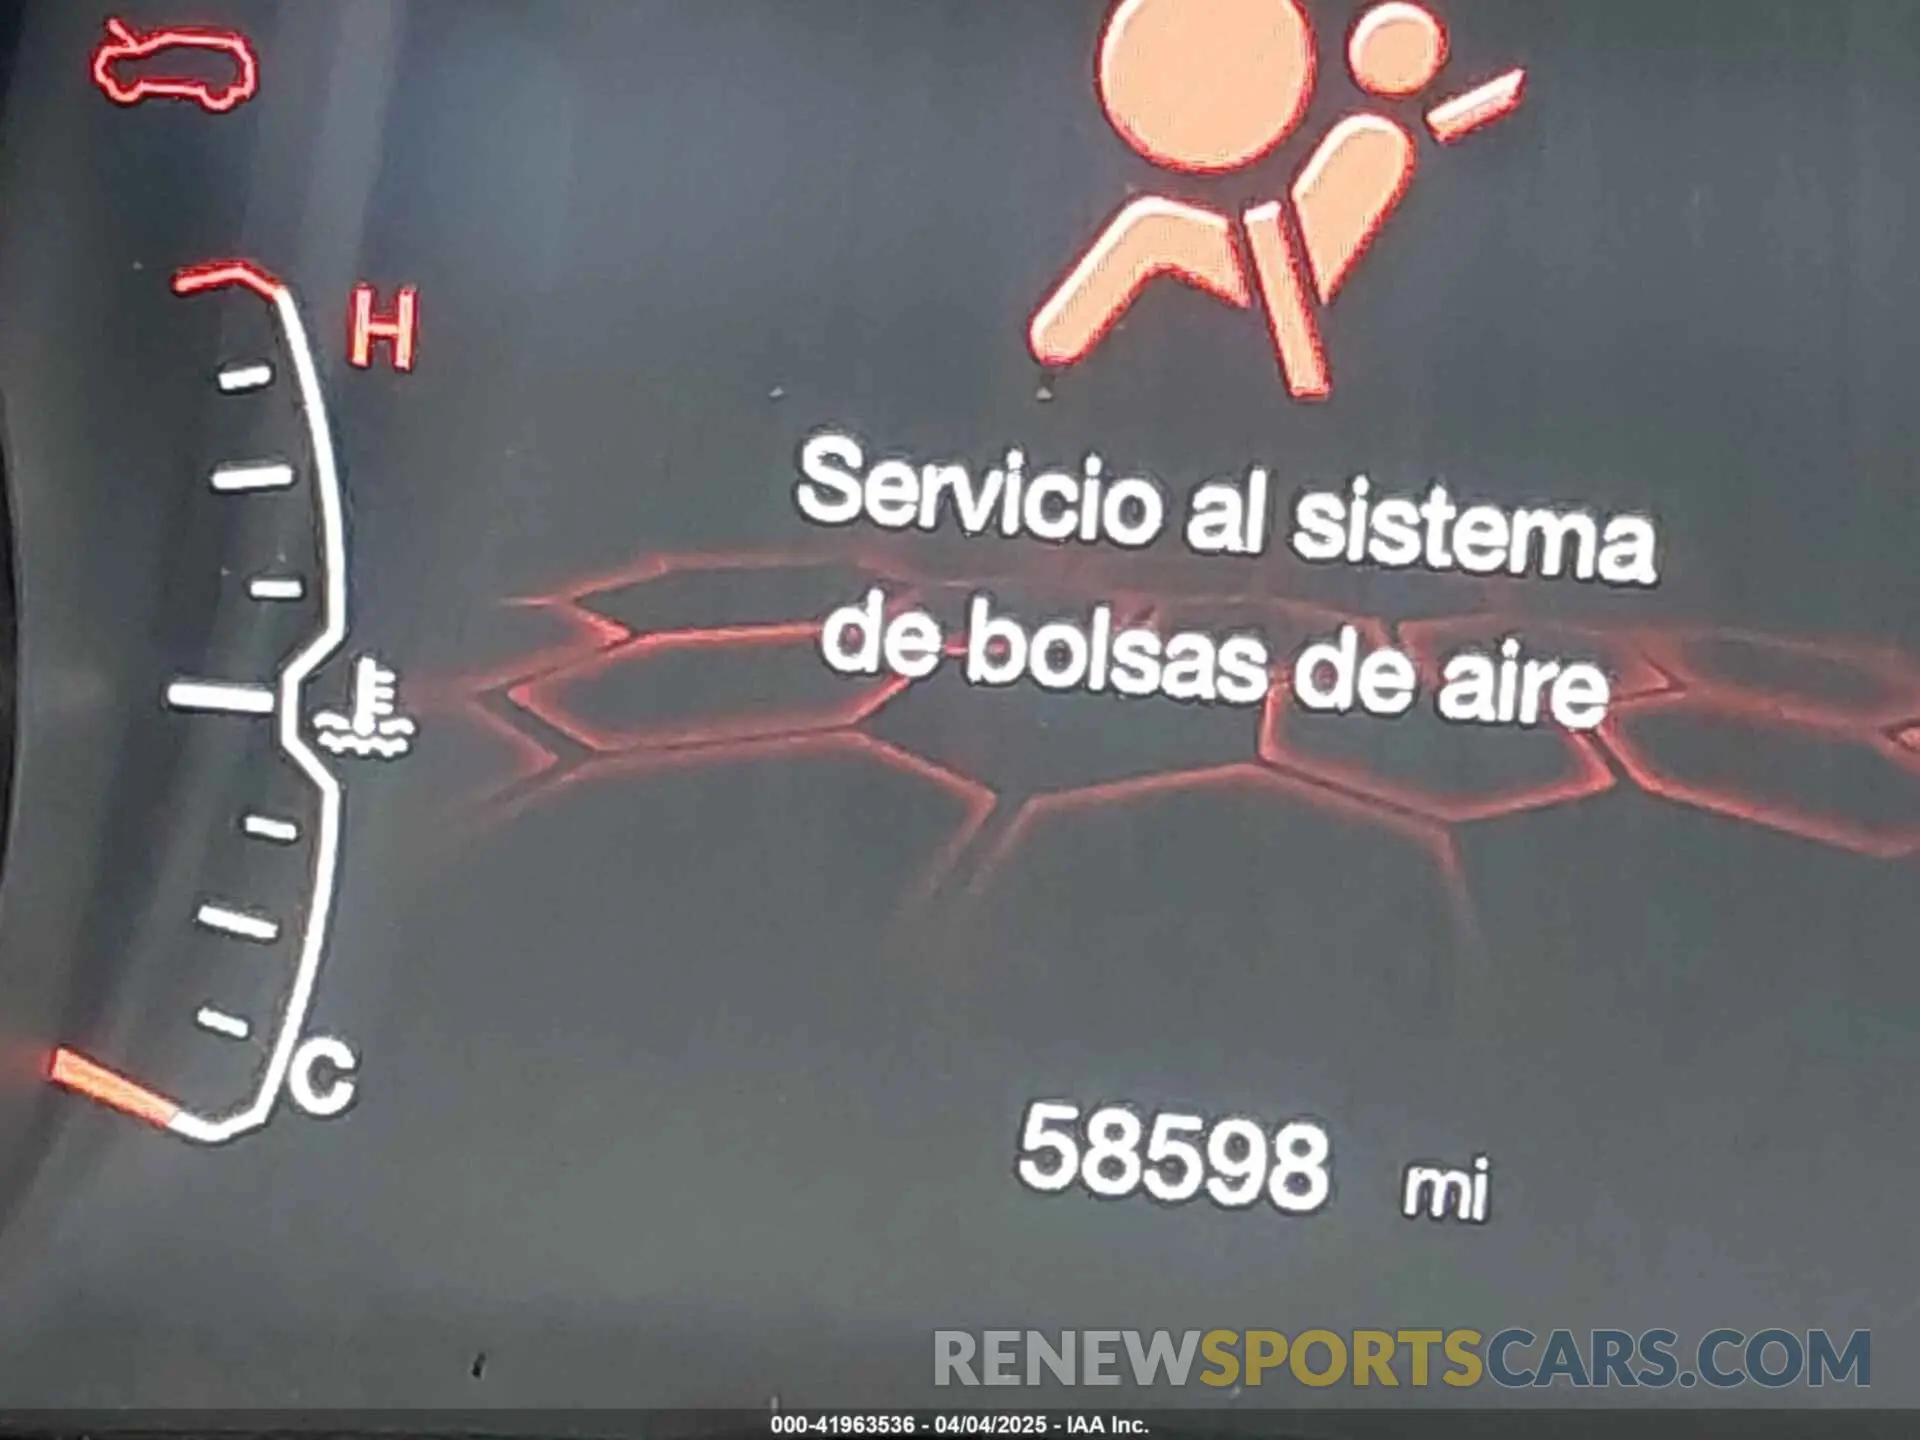 H
Servicio al sistema
de bolsas de aire
C
58598 mi
RENEWSPORTSCARS.COM
000-41963536 - 04/04/2025 - IAA Inc.